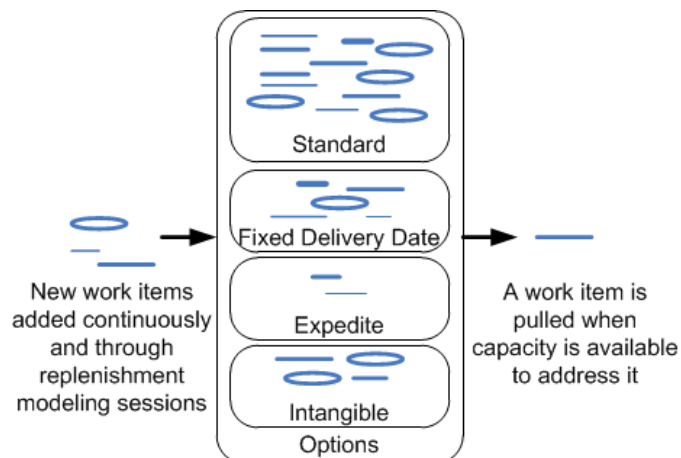 Standard
Fixed Delivery Date
Expedite
Intangible
Options
New work items
added continuously
and through
replenishment
modeling sessions
A work item is
pulled when
capacity is available
to address it